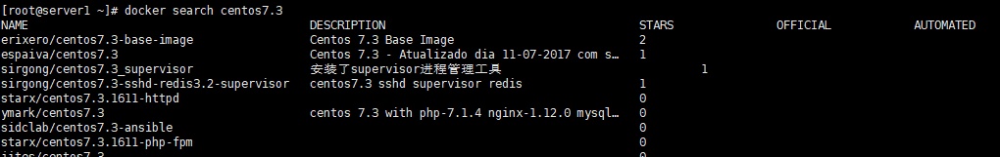 [root@server1 ~]# docker search centos7.3
NAME DESCRIPTION STARS OFFICIAL AUTOMATED
erixero/centos7.3-base-image Centos 7.3 Base Image 2
espaiva/centos7.3 Centos 7.3 - Atualizado dia 11-07-2017 com s… 1
sirgong/centos7.3_supervisor 安装了supervisor进程管理工具 1
sirgong/centos7.3-sshd-redis3.2-supervisor centos7.3 sshd supervisor redis 1
starx/centos7.3.1611-httpd 0
ymark/centos7.3 centos 7.3 with php-7.1.4 nginx-1.12.0 mysql… 0
sidclab/centos7.3-ansible 0
starx/centos7.3.1611-php-fpm 0